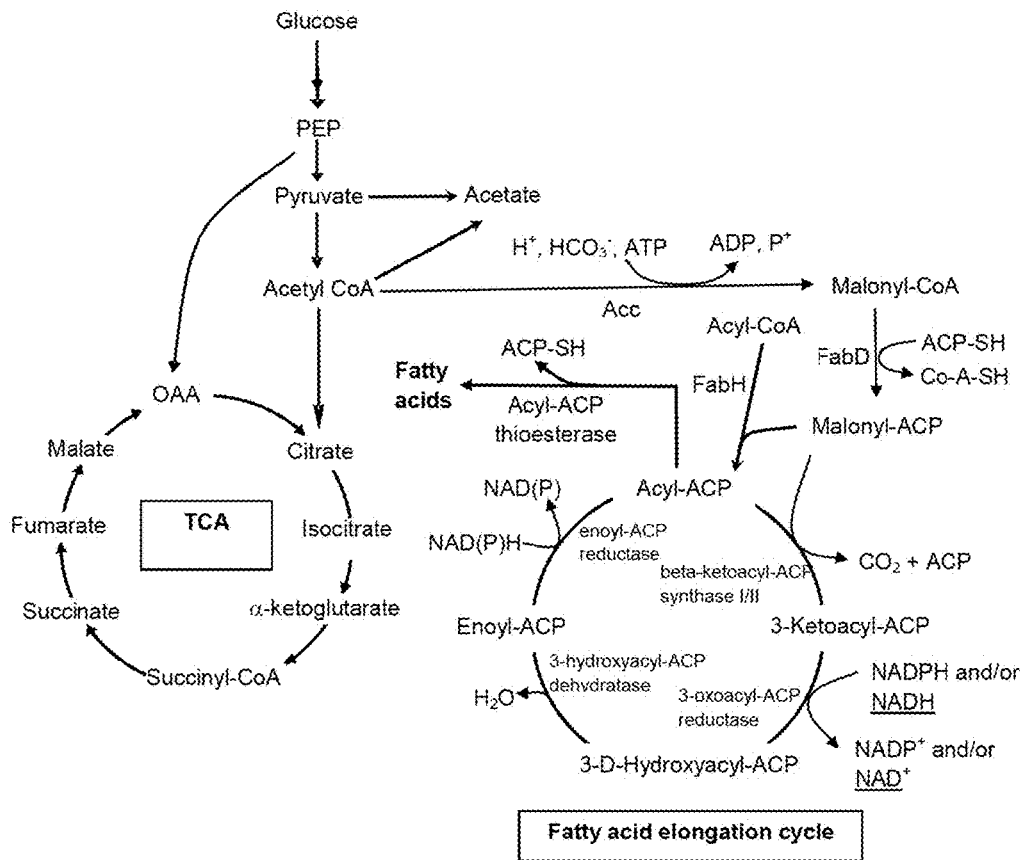 Glucose
PEP
Pyruvate
Acetate
H⁺, HCO₃⁻, ATP
ADP, P⁺
Acetyl CoA
Malonyl-CoA
Acc
Acyl-CoA
ACP-SH
FabD
ACP-SH
Co-A-SH
Fatty
acids
FabH
OAA
Acyl-ACP
thioesterase
Malonyl-ACP
Malate
Citrate
NAD(P)
Acyl-ACP
TCA
Fumarate
Isocitrate
NAD(P)H
enoyl-ACP
reductase
beta-ketoacyl-ACP
synthase I/II
CO₂ + ACP
Succinate
α-ketoglutarate
Enoyl-ACP
3-Ketoacyl-ACP
Succinyl-CoA
3-hydroxyacyl-ACP
dehvdratase
H₂O
3-oxoacyl-ACP
reductase
NADPH and/or
NADH
3-D-Hydroxyacyl-ACP
NADP⁺ and/or
NAD⁺
Fatty acid elongation cycle